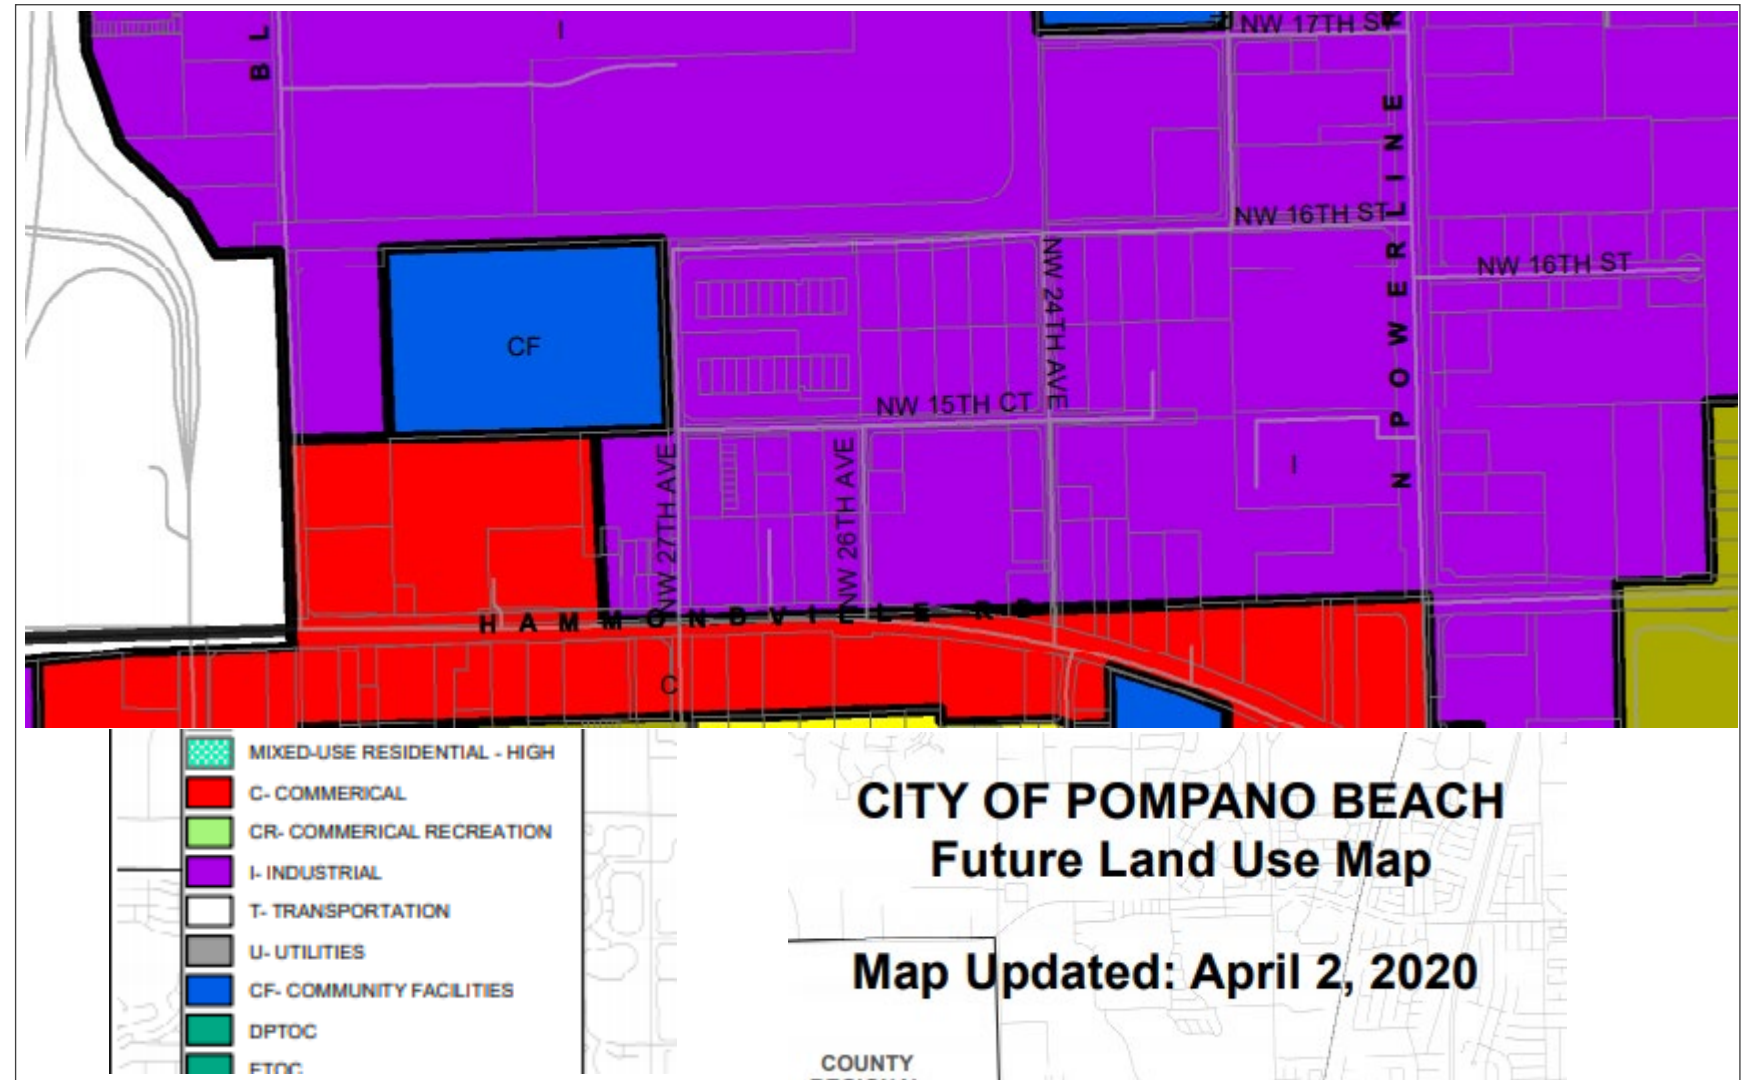 I
B L
NW 17TH ST
N POWERLINE R
NW 16TH ST
NW 16TH ST
NW 24TH AVE
CF
NW 15TH CT
I
NW 27TH AVE
NW 26TH AVE
HAMMONDVILLE RD
C
MIXED-USE RESIDENTIAL - HIGH
C- COMMERICAL
CR- COMMERICAL RECREATION
I- INDUSTRIAL
T- TRANSPORTATION
U- UTILITIES
CF- COMMUNITY FACILITIES
DPTOC
ETOC
CITY OF POMPANO BEACH
Future Land Use Map
Map Updated: April 2, 2020
COUNTY